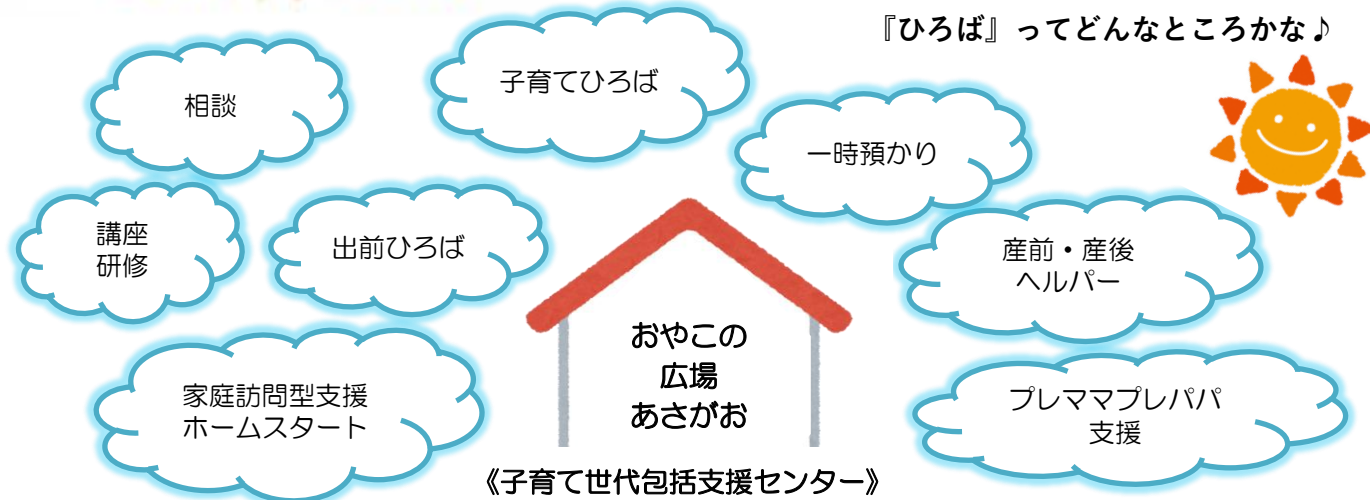 『ひろば』ってどんなところかな♪
相談
子育てひろば
一時預かり
講座
研修
出前ひろば
産前・産後
ヘルパー
おやこの
広場
あさがお
家庭訪問型支援
ホームスタート
プレママプレパパ
支援
《子育て世代包括支援センター》